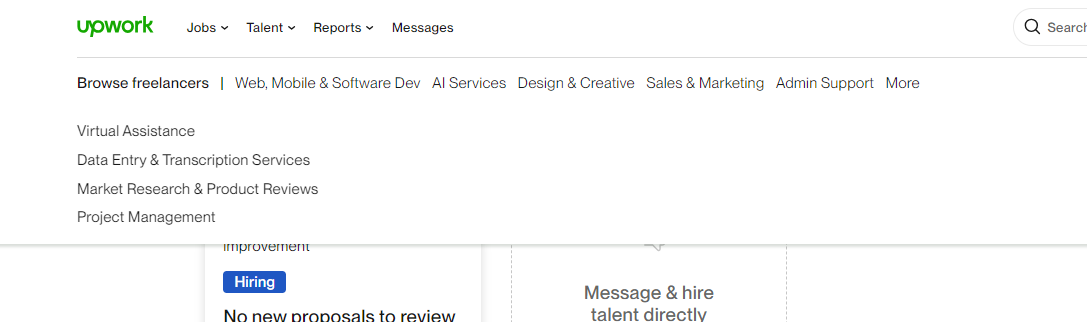 upwork Jobs Talent Reports Messages Search
Browse freelancers | Web, Mobile & Software Dev AI Services Design & Creative Sales & Marketing Admin Support More
Virtual Assistance
Data Entry & Transcription Services
Market Research & Product Reviews
Project Management
improvement
Hiring
No new proposals to review
Message & hire
talent directly